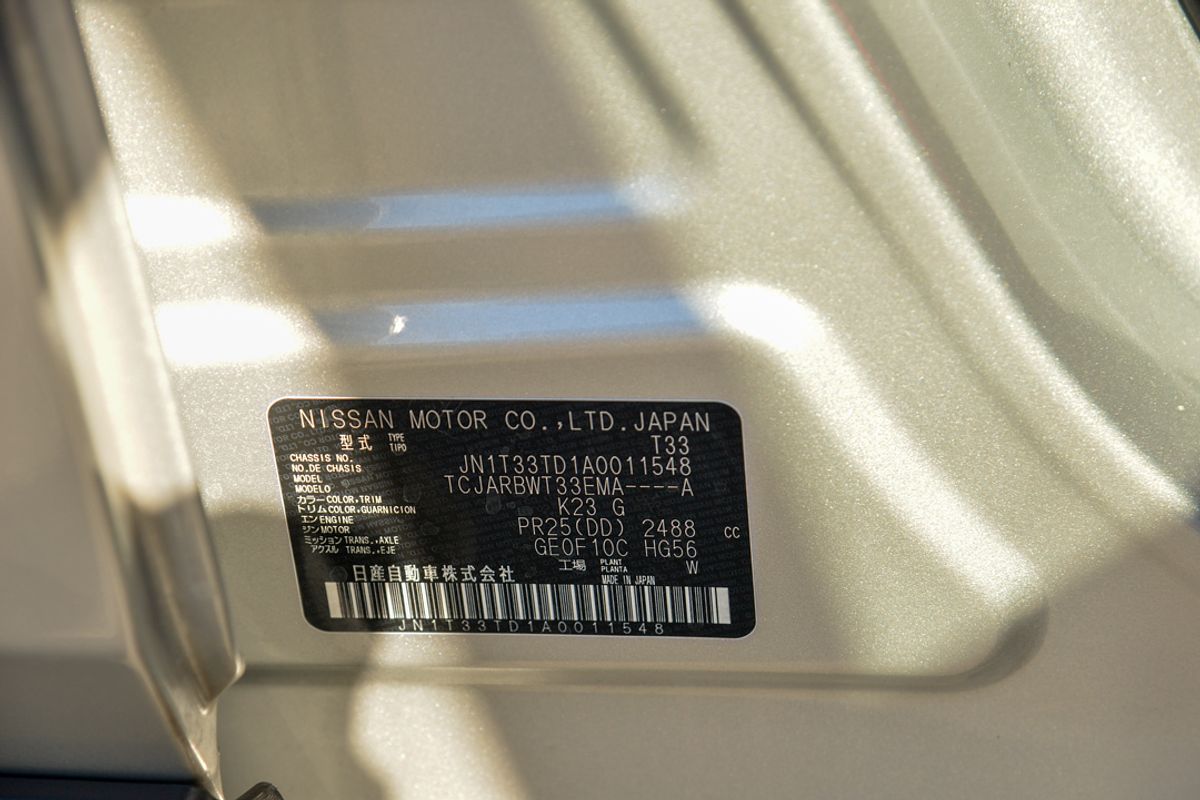 NISSAN MOTOR CO.,LTD.JAPAN
型式 TYPE TIPO T33
CHASSIS NO.
NO.DE CHASIS JN1T33TD1A0011548
MODEL
MODELO TCJARBWT33EMA----A
カラー COLOR,TRIM
トリム COLOR,GUARNICION K23 G
エン ENGINE
ジン MOTOR PR25(DD) 2488 CC
ミッション TRANS.,AXLE
アクスル TRANS.,EJE GE0F10C HG56
工場 PLANT PLANTA W
日産自動車株式会社 MADE IN JAPAN
JN1T33TD1A0011548